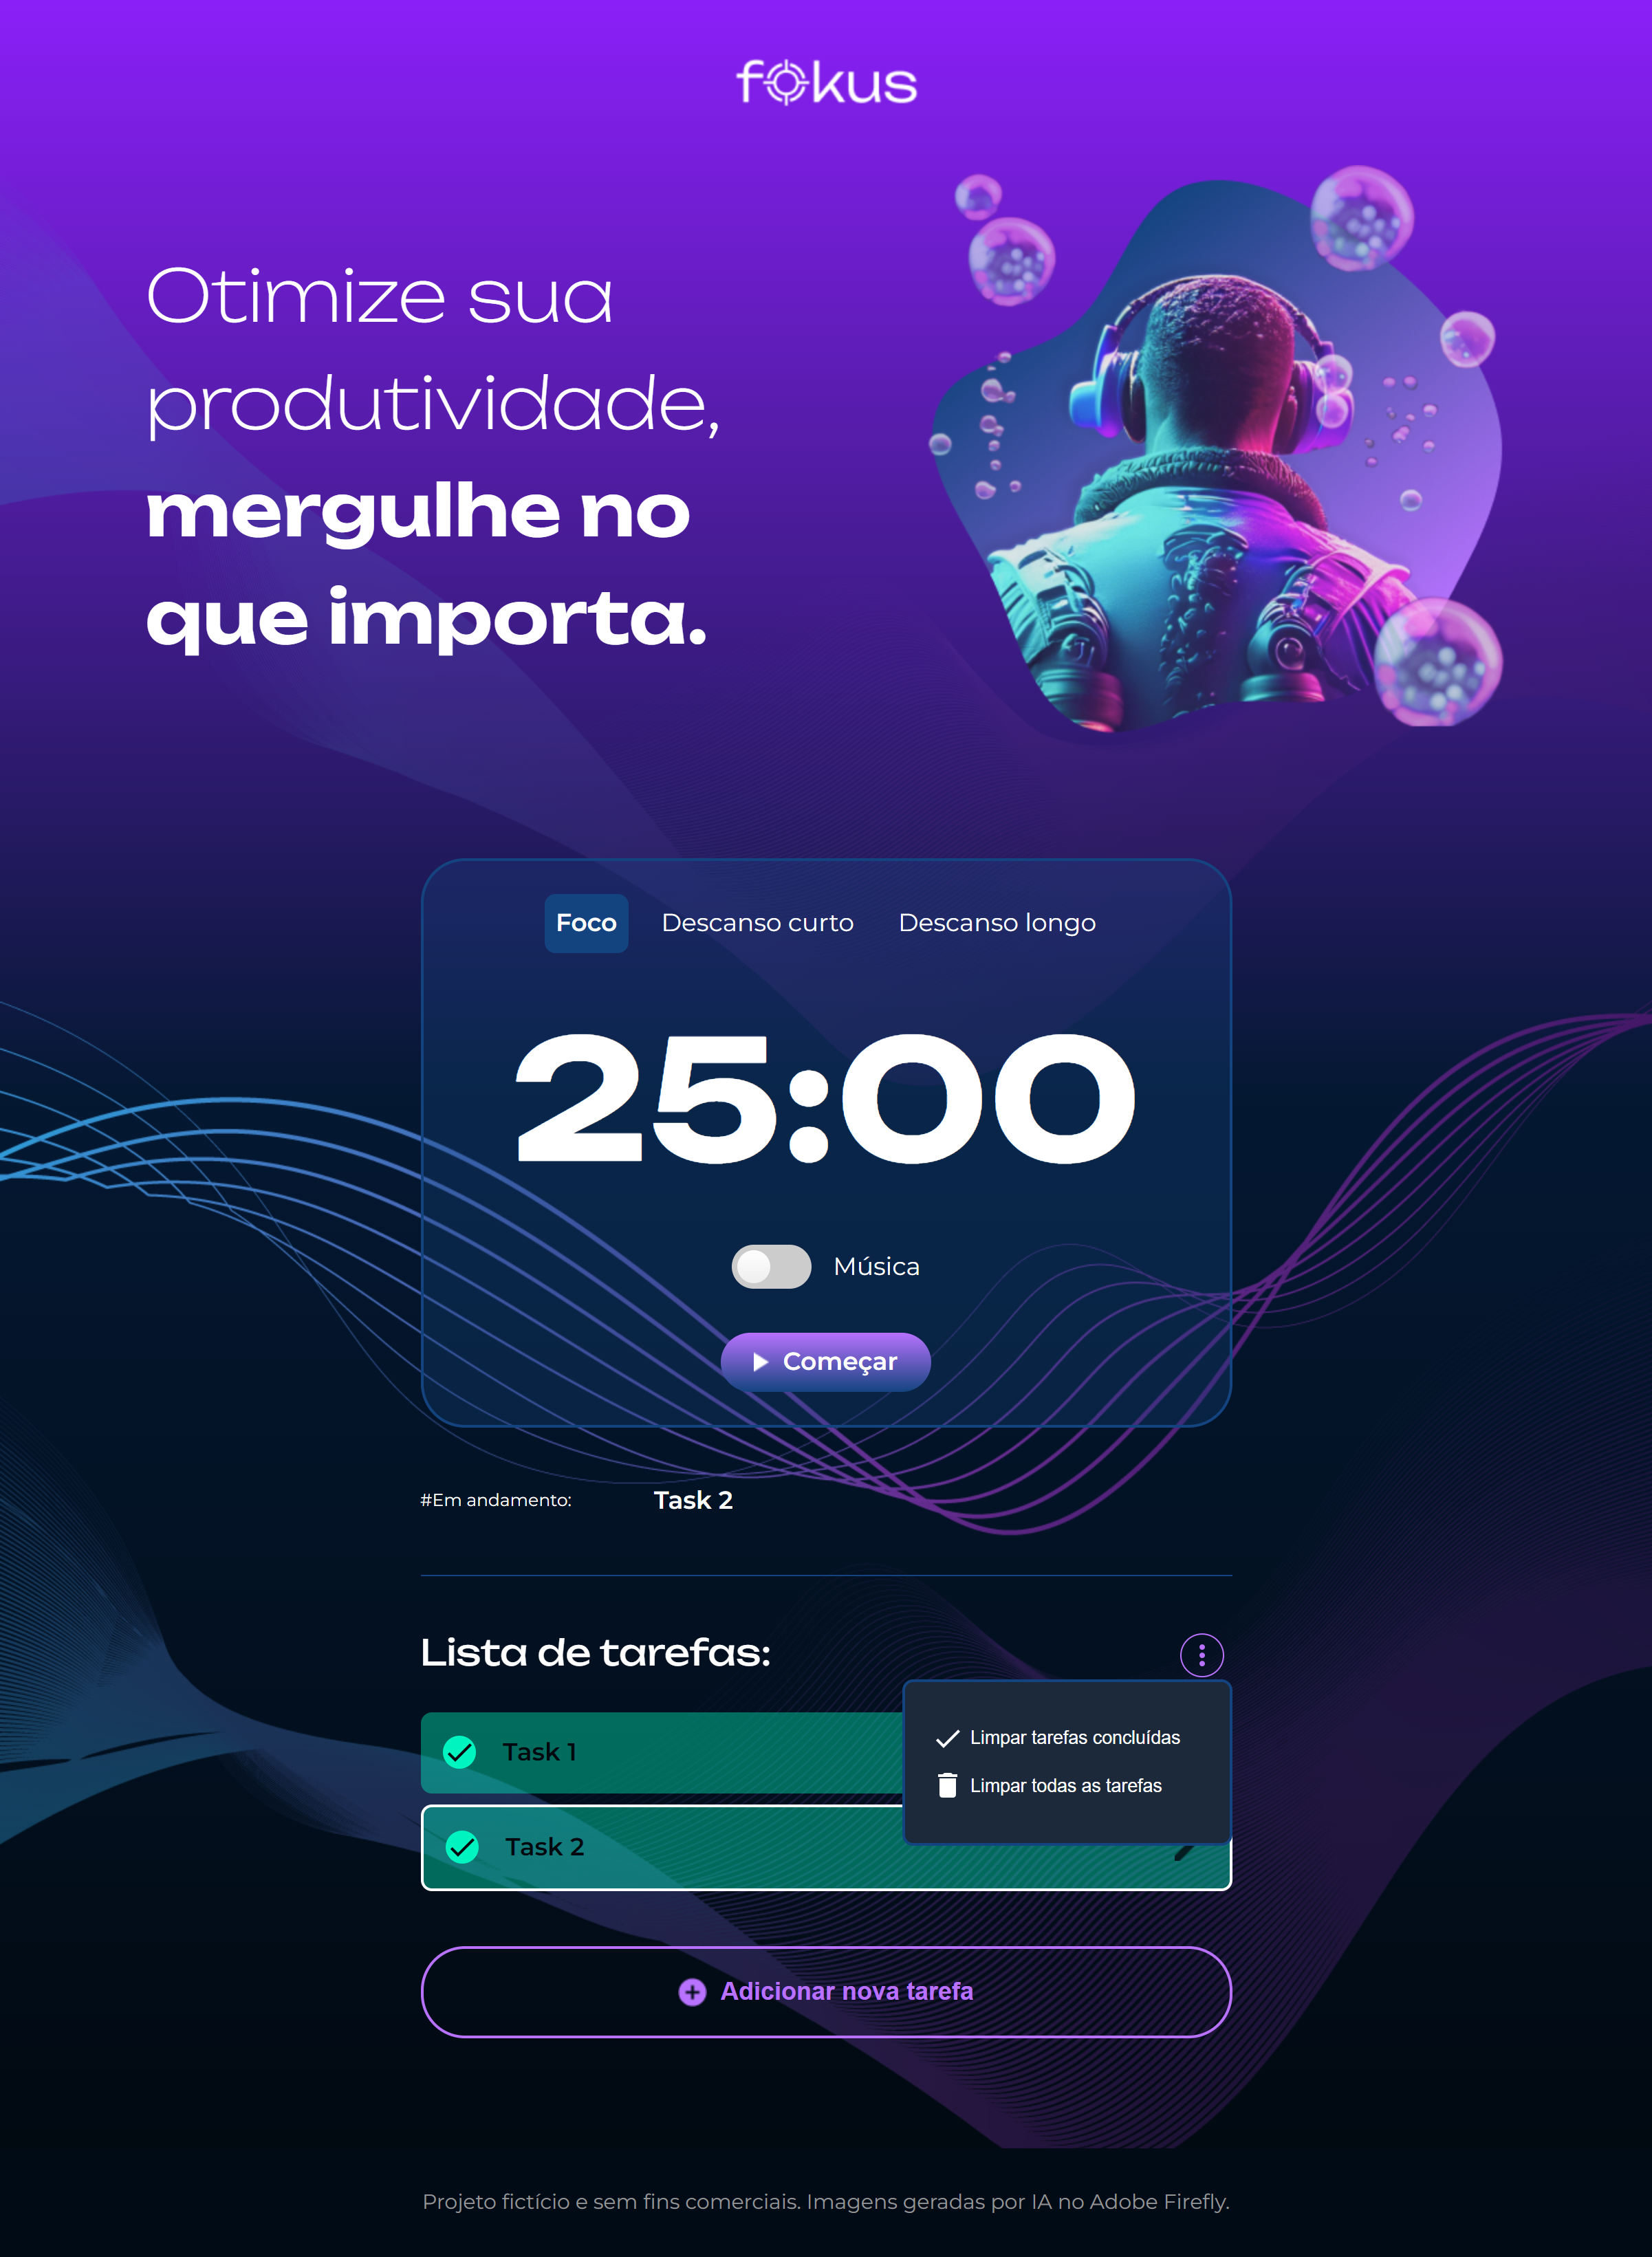 fokus
Otimize sua
produtividade,
mergulhe no
que importa.
Foco
Descanso curto
Descanso longo
25:00
Música
Começar
#Em andamento:
Task 2
Lista de tarefas:
Limpar tarefas concluídas
Limpar todas as tarefas
Task 1
Task 2
Adicionar nova tarefa
Projeto fictício e sem fins comerciais. Imagens geradas por IA no Adobe Firefly.